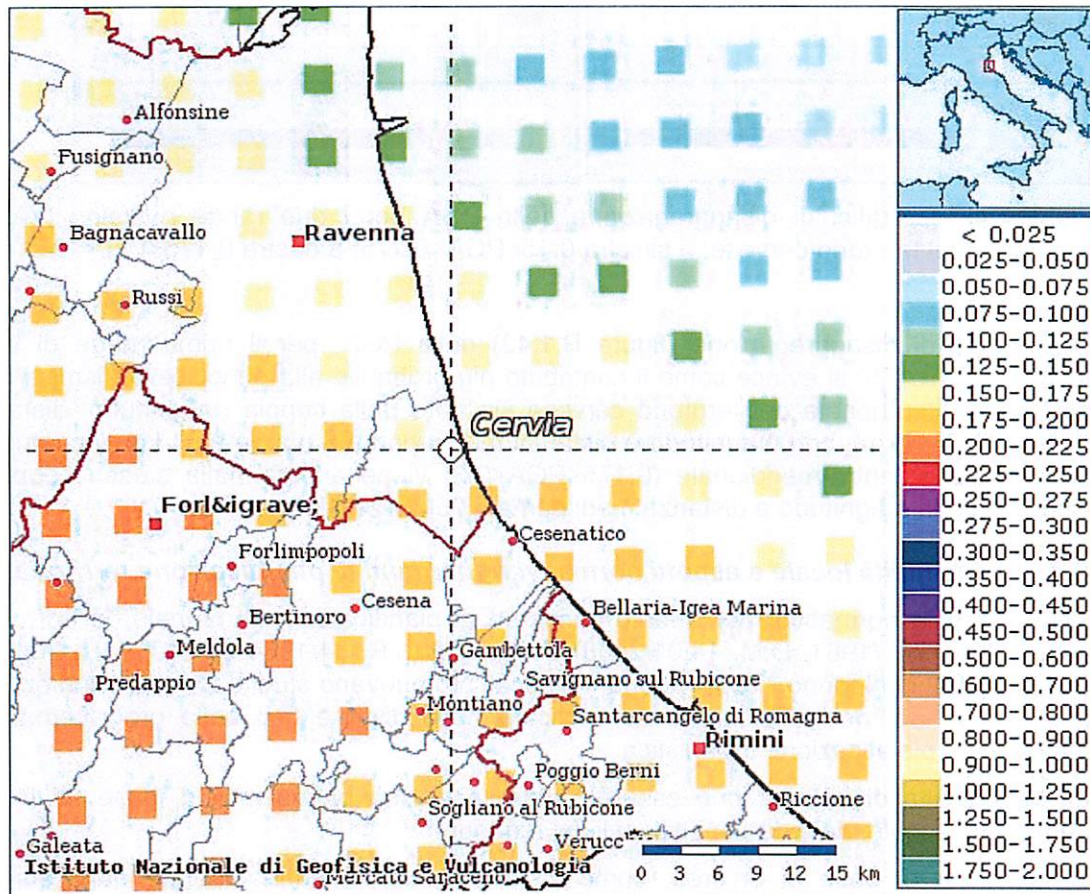 Alfonsine
Fusignano
Bagnacavallo
Ravenna
Russi
Cervia
Forl&igrave;
Cesenatico
Forlimpopoli
Cesena
Bertinoro
Bellaria-Igea Marina
Meldola
Gambettola
Predappio
Savignano sul Rubicone
Montiano
Santarcangelo di Romagna
Rimini
Poggio Berni
Riccione
Sogliano al Rubicone
Galeata
Verucc
Istituto Nazionale di Geofisica e Vulcanologia
Mercato Saraceno
0 3 6 9 12 15 km
< 0.025
0.025-0.050
0.050-0.075
0.075-0.100
0.100-0.125
0.125-0.150
0.150-0.175
0.175-0.200
0.200-0.225
0.225-0.250
0.250-0.275
0.275-0.300
0.300-0.350
0.350-0.400
0.400-0.450
0.450-0.500
0.500-0.600
0.600-0.700
0.700-0.800
0.800-0.900
0.900-1.000
1.000-1.250
1.250-1.500
1.500-1.750
1.750-2.000